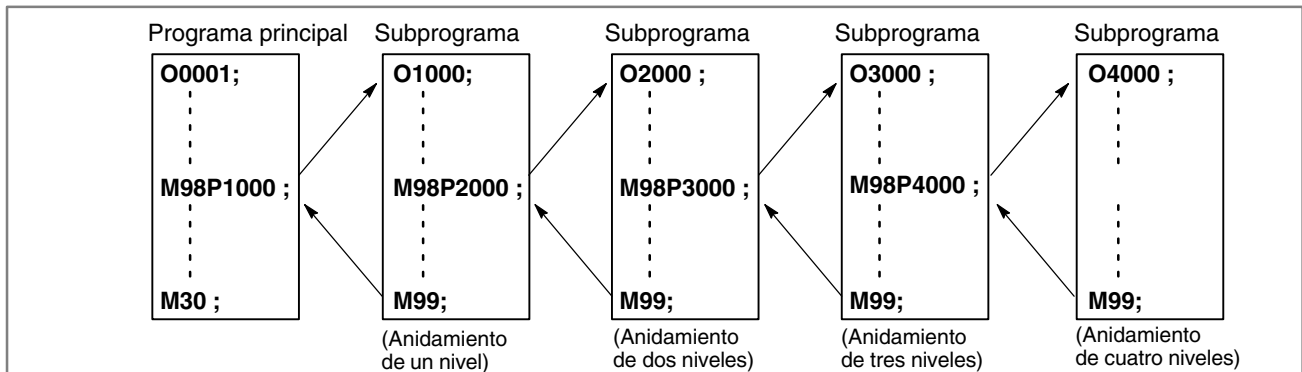 Programa principal
O0001;
M98P1000 ;
M30 ;
Subprograma
O1000;
M98P2000 ;
M99;
(Anidamiento
de un nivel)
Subprograma
O2000 ;
M98P3000 ;
M99;
(Anidamiento
de dos niveles)
Subprograma
O3000 ;
M98P4000 ;
M99;
(Anidamiento
de tres niveles)
Subprograma
O4000 ;
M99;
(Anidamiento
de cuatro niveles)